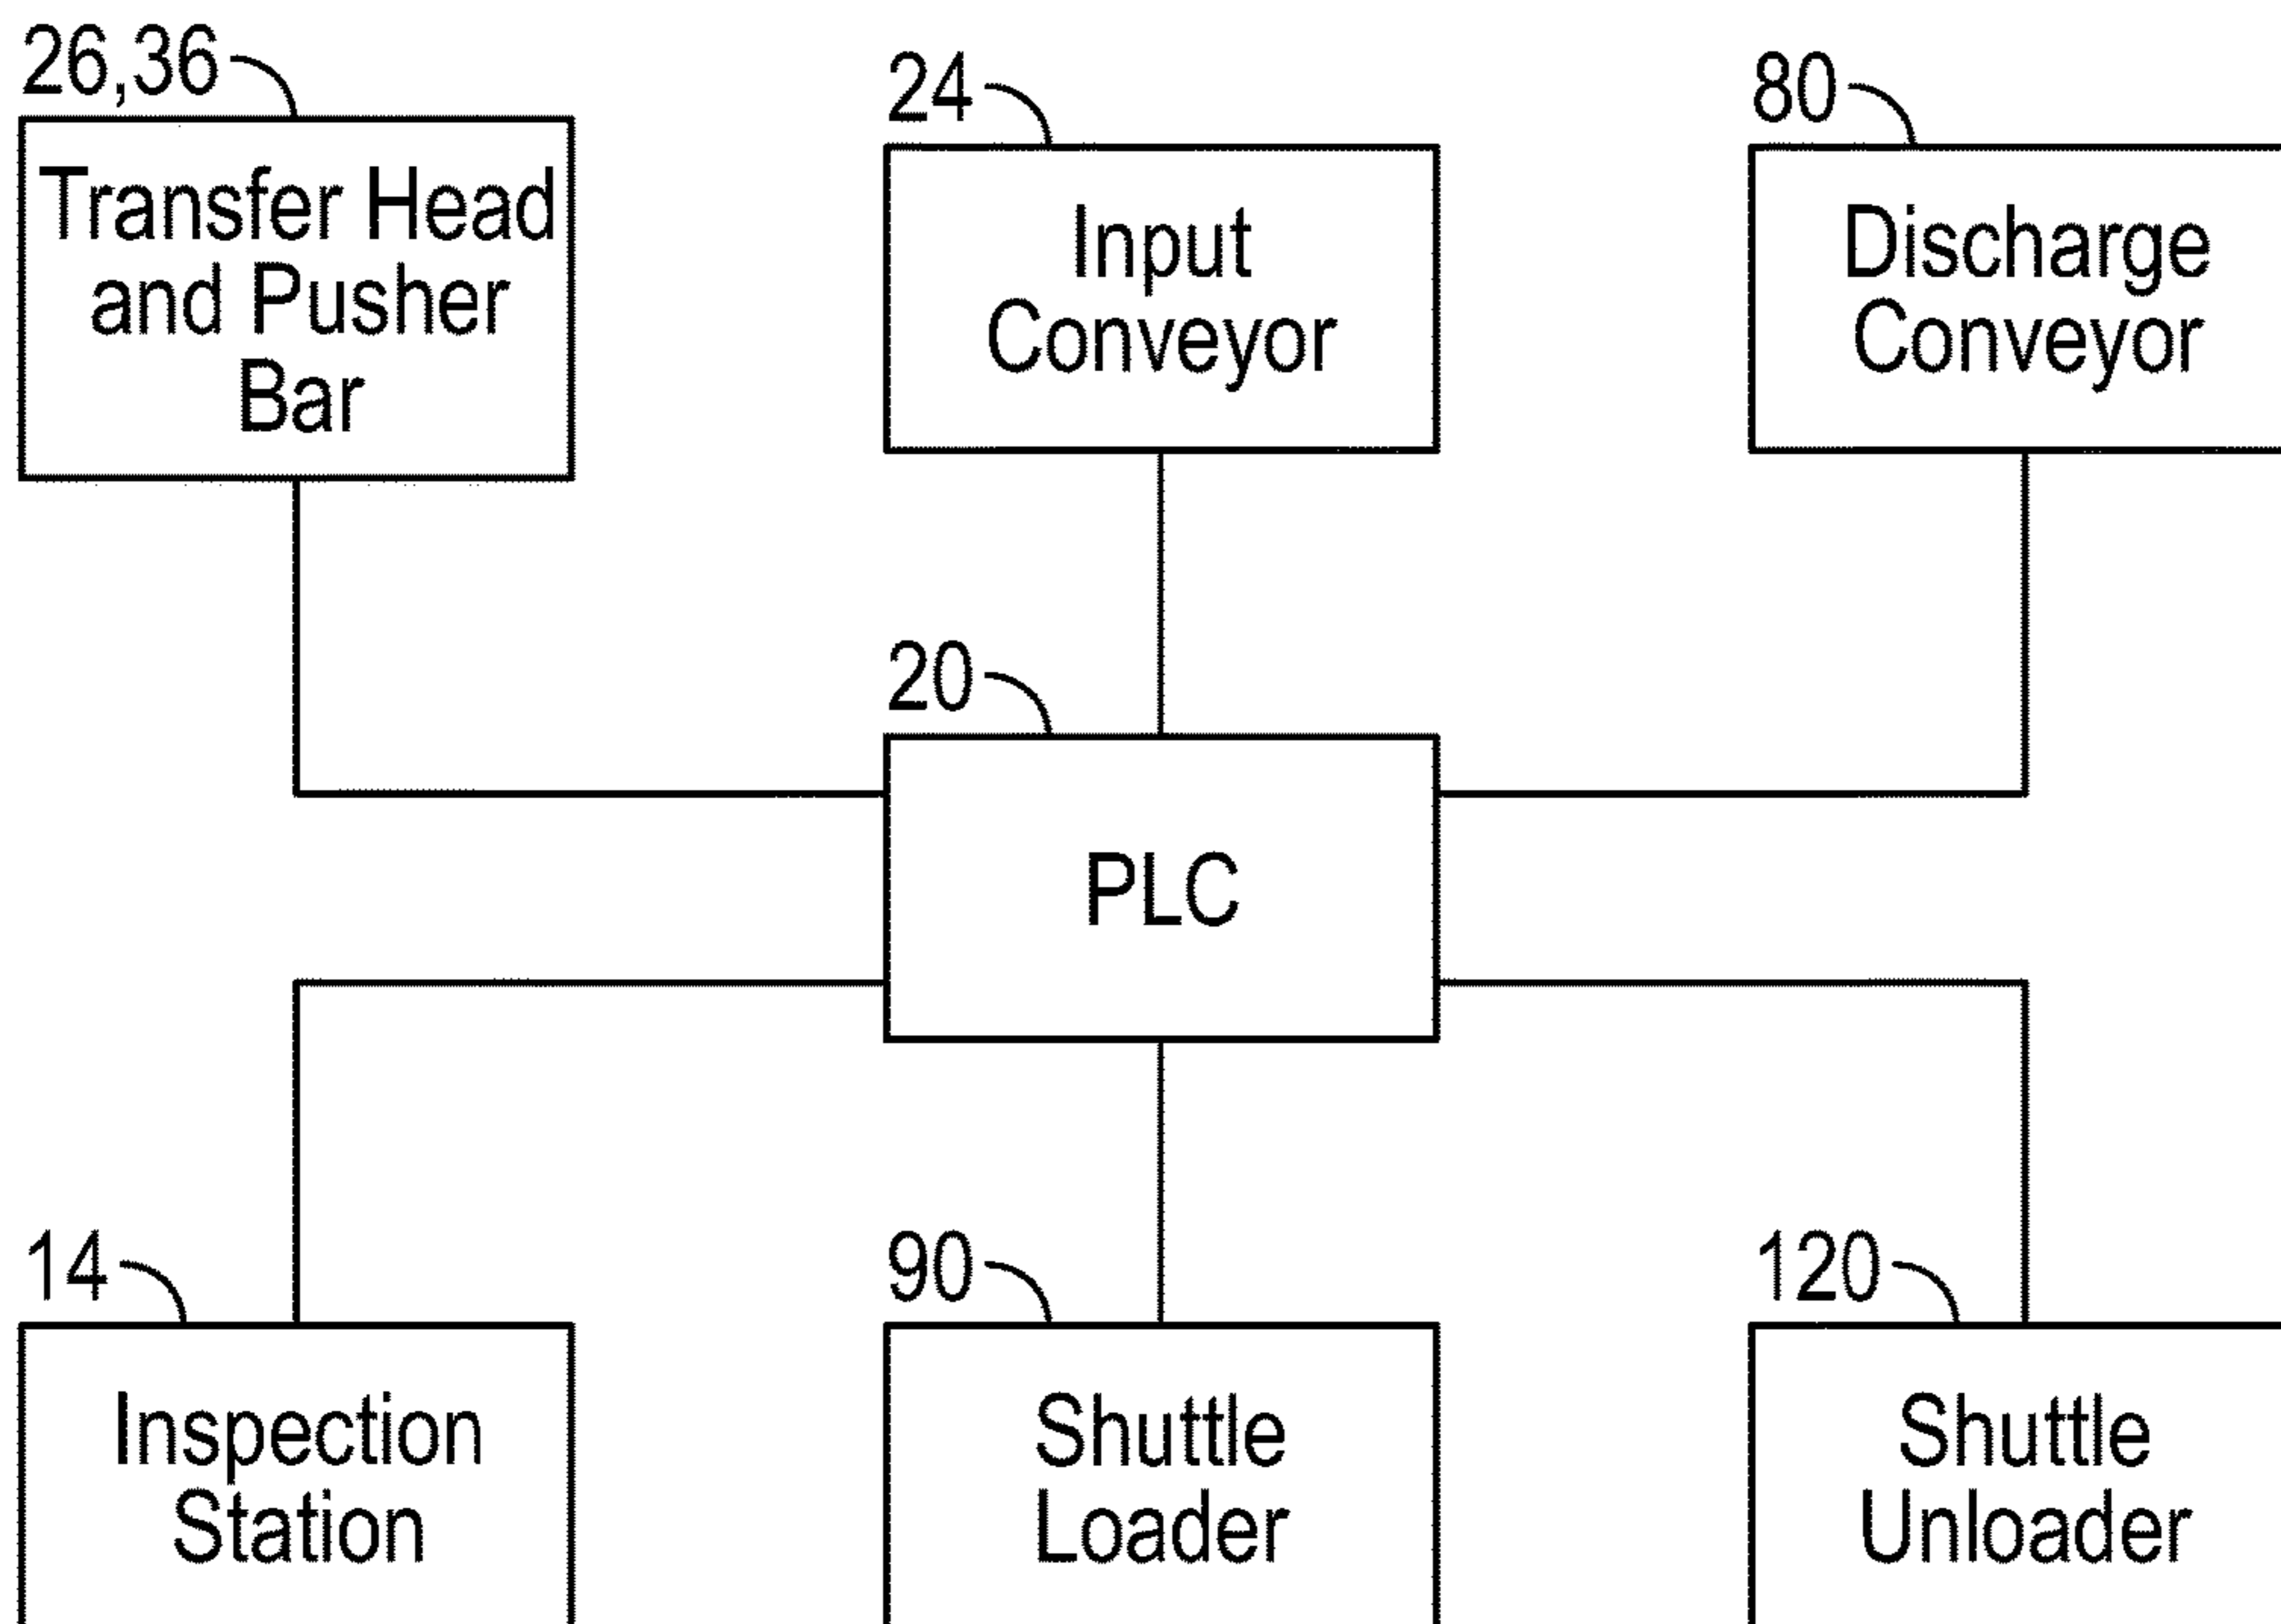 26,36
Transfer Head
and Pusher
Bar
24
Input
Conveyor
80
Discharge
Conveyor
20
PLC
14
Inspection
Station
90
Shuttle
Loader
120
Shuttle
Unloader